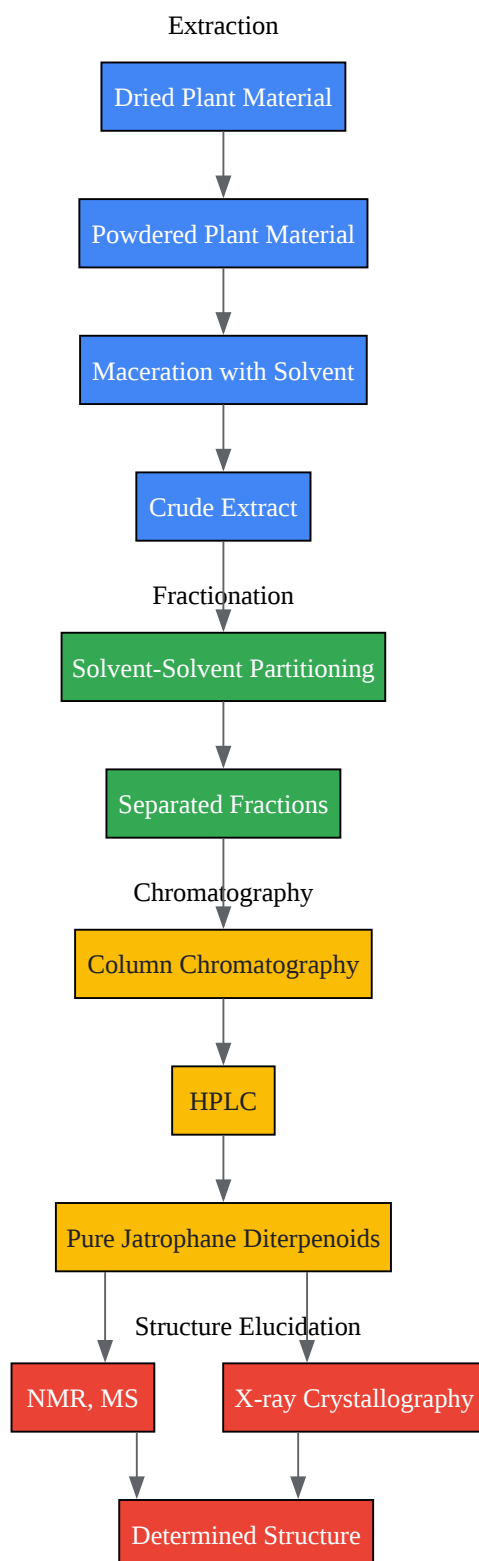 Extraction
Dried Plant Material
Powdered Plant Material
Maceration with Solvent
Crude Extract
Fractionation
Solvent-Solvent Partitioning
Separated Fractions
Chromatography
Column Chromatography
HPLC
Pure Jatrophane Diterpenoids
Structure Elucidation
NMR, MS
X-ray Crystallography
Determined Structure